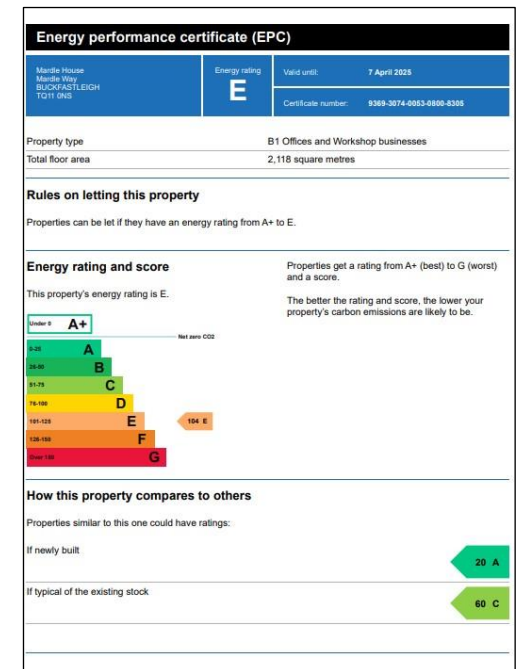 Energy performance certificate (EPC)
Mardle House
Mardle Way
BUCKFASTLEIGH
TQ11 0NS
Energy rating
E
Valid until: 7 April 2025
Certificate number: 9369-3074-0053-0800-8305
Property type B1 Offices and Workshop businesses
Total floor area 2,118 square metres
Rules on letting this property
Properties can be let if they have an energy rating from A+ to E.
Energy rating and score
This property's energy rating is E.
Properties get a rating from A+ (best) to G (worst)
and a score.
The better the rating and score, the lower your
property's carbon emissions are likely to be.
Under 0 A+
Net zero CO2
0-25 A
26-50 B
51-75 C
76-100 D
101-125 E
104 E
126-150 F
Over 150 G
How this property compares to others
Properties similar to this one could have ratings:
If newly built
20 A
If typical of the existing stock
60 C